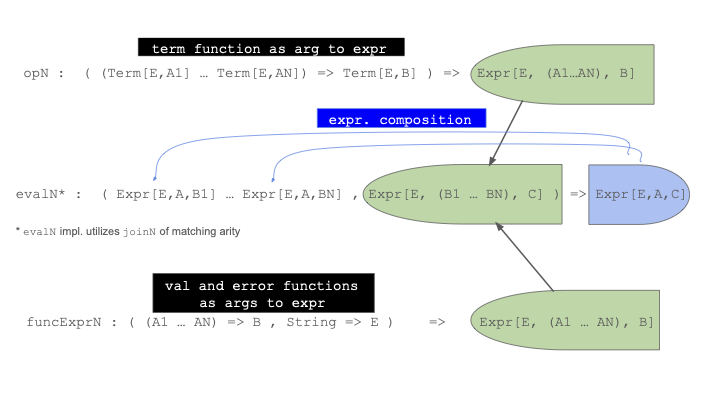 term function as arg to expr
opN : ( (Term[E,A1] … Term[E,AN]) => Term[E,B] ) => Expr[E, (A1…AN), B]
expr. composition
evalN* : ( Expr[E,A,B1] … Expr[E,A,BN] , Expr[E, (B1 … BN), C] ) => Expr[E,A,C]
* evalN impl. utilizes joinN of matching arity
val and error functions
as args to expr
funcExprN : ( (A1 … AN) => B , String => E ) => Expr[E, (A1 … AN), B]